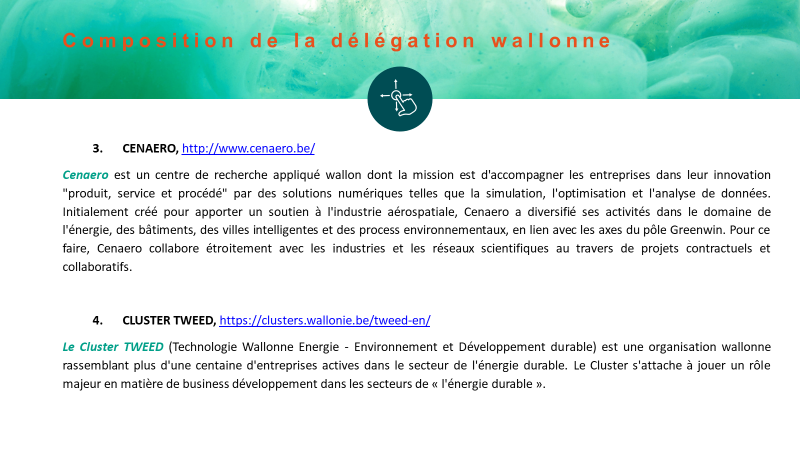 Composition de la délégation wallonne
3. CENAERO, http://www.cenaero.be/
Cenaero est un centre de recherche appliqué wallon dont la mission est d'accompagner les entreprises dans leur innovation
"produit, service et procédé" par des solutions numériques telles que la simulation, l'optimisation et l'analyse de données.
Initialement créé pour apporter un soutien à l'industrie aérospatiale, Cenaero a diversifié ses activités dans le domaine de
l'énergie, des bâtiments, des villes intelligentes et des process environnementaux, en lien avec les axes du pôle Greenwin. Pour ce
faire, Cenaero collabore étroitement avec les industries et les réseaux scientifiques au travers de projets contractuels et
collaboratifs.
4. CLUSTER TWEED, https://clusters.wallonie.be/tweed-en/
Le Cluster TWEED (Technologie Wallonne Energie - Environnement et Développement durable) est une organisation wallonne
rassemblant plus d'une centaine d'entreprises actives dans le secteur de l'énergie durable. Le Cluster s'attache à jouer un rôle
majeur en matière de business développement dans les secteurs de « l'énergie durable ».